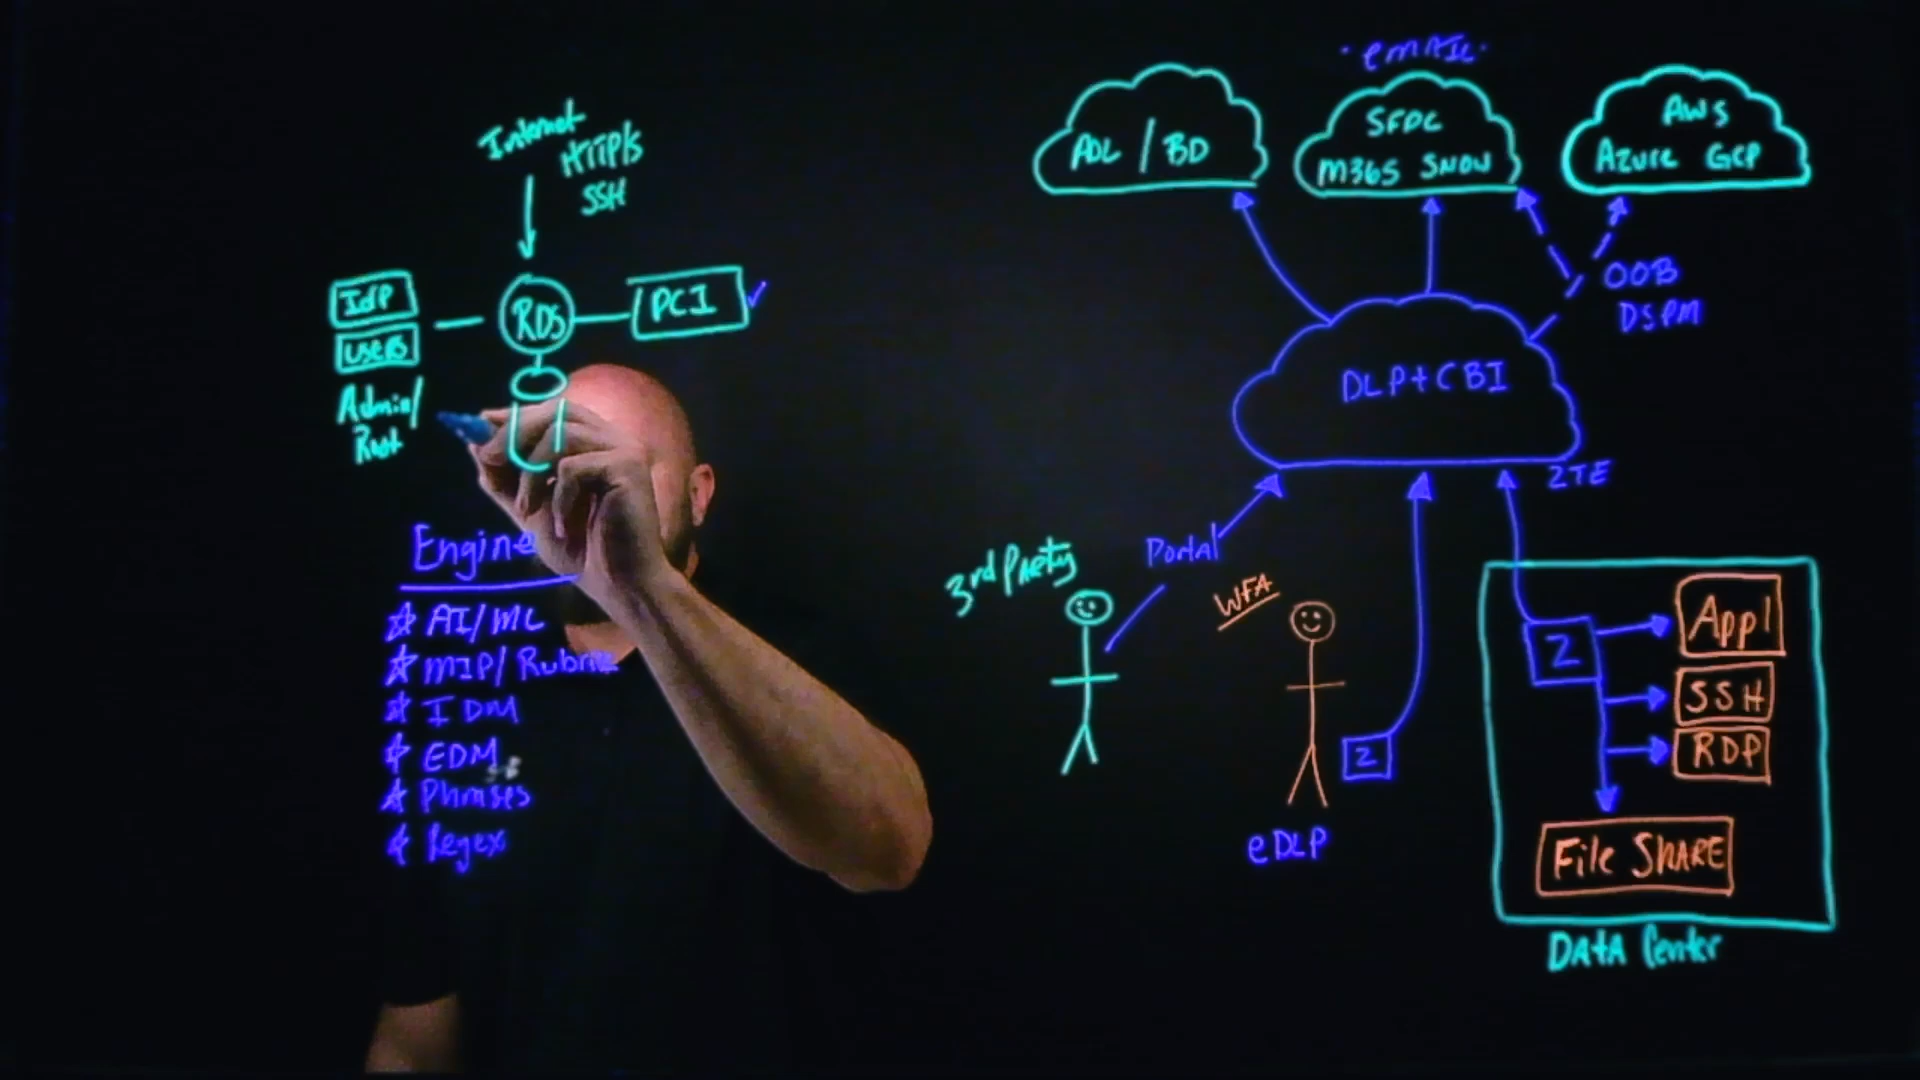 Internet
HTTP/S
SSH
IdP
RDS
PCI
Users
Admin/
Root
Engine
AI/ML
MIP/Rubrik
IDM
EDM
Phrases
Regex
EMAIL
ADL / BD
SFDC
M365 SNOW
AWS
Azure GCP
OOB
DSPM
DLP+CBI
ZTE
3rd Party
Portal
WFA
Z
eDLP
Z
App1
SSH
RDP
File SHARE
DATA Center